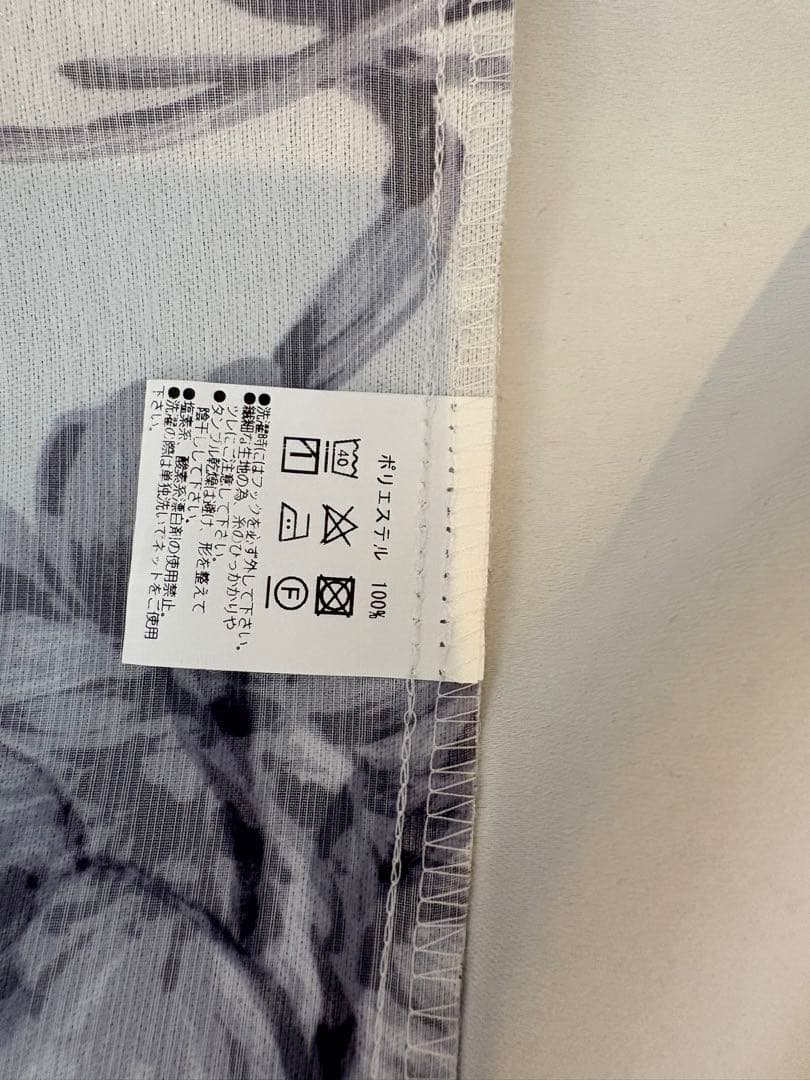 ポリエステル 100%
40
F
●洗濯時にはフックを必ず外して下さい。
●繊細な生地の為、糸のひっかかりや
ツレにご注意して下さい。
●タンブル乾燥は避け、形を整えて
陰干しして下さい。
●塩素系、酸素系漂白剤の使用禁止。
●洗濯の際は単独洗いでネットをご使用
下さい。